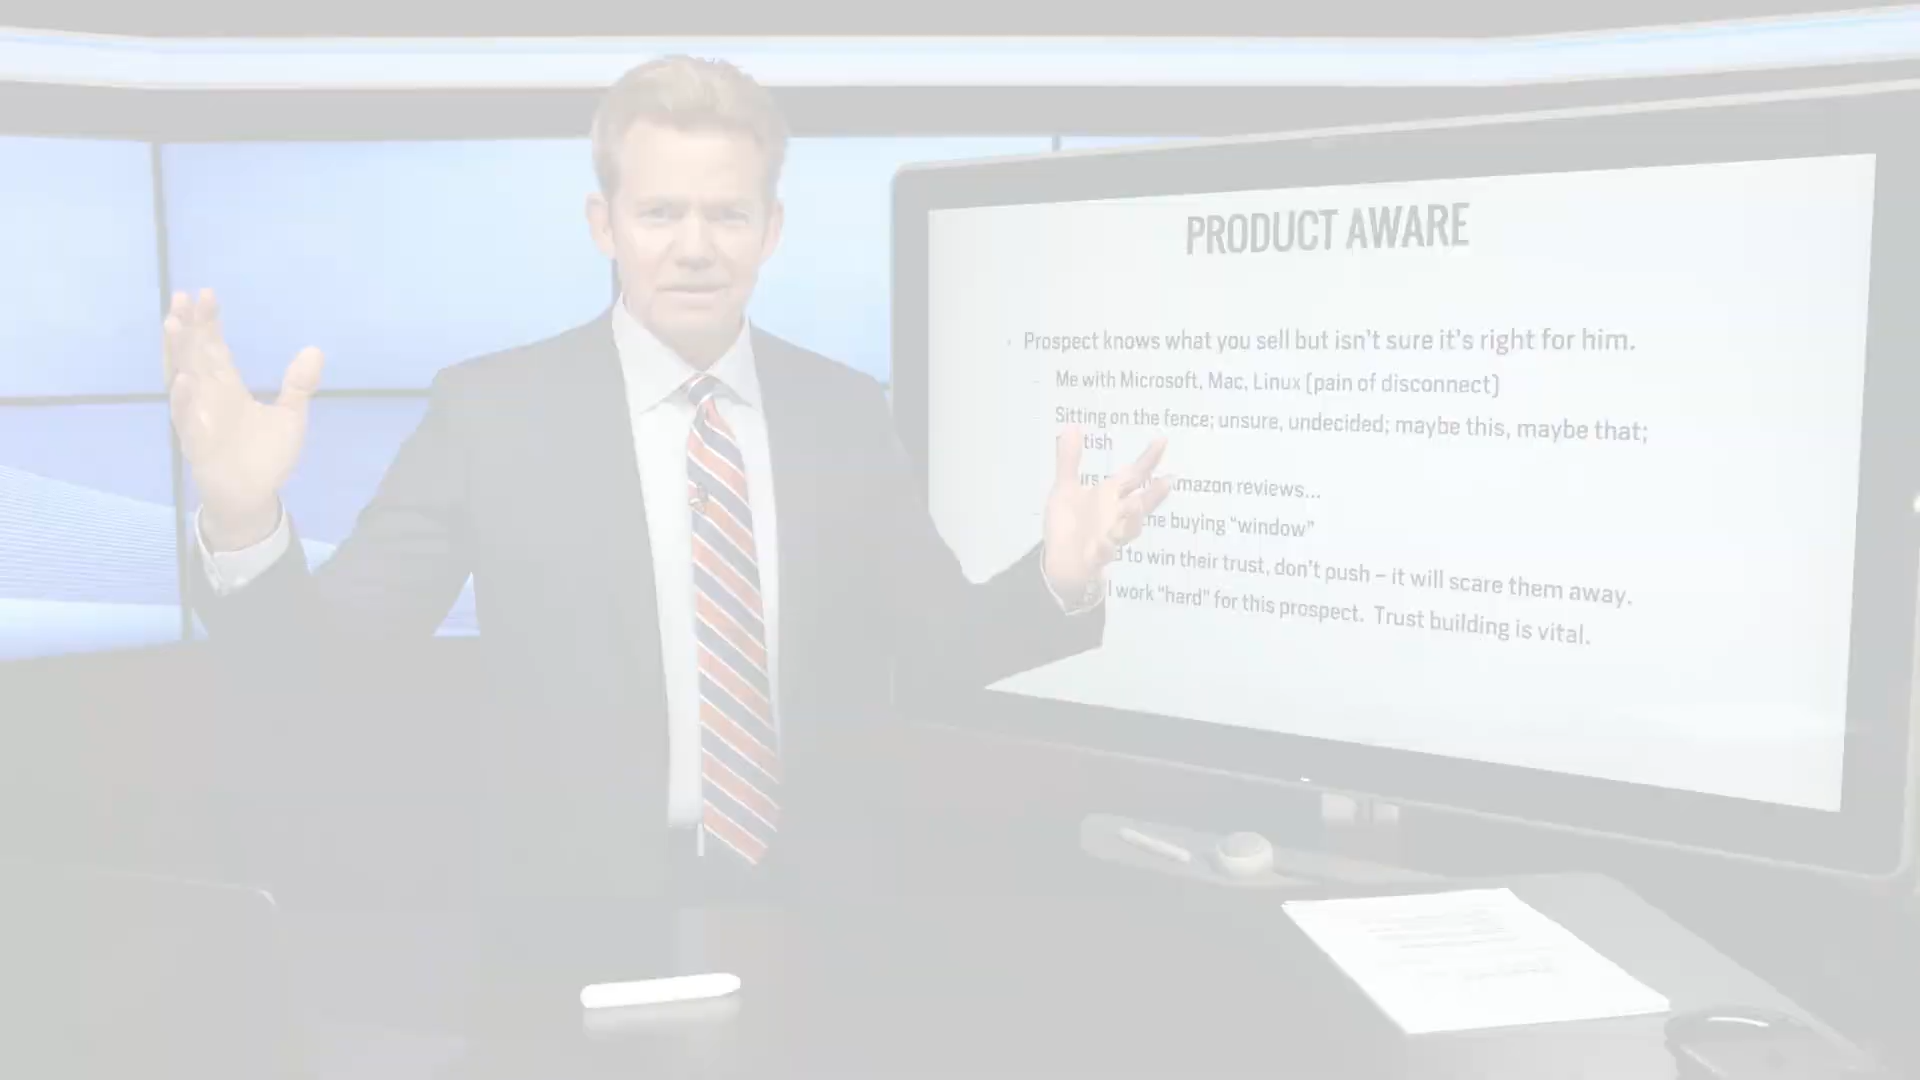 PRODUCT AWARE
Prospect knows what you sell but isn't sure it's right for him.
Me with Microsoft, Mac, Linux (pain of disconnect)
Sitting on the fence; unsure, undecided; maybe this, maybe that;
mazon reviews...
buying "window"
to win their trust, don't push – it will scare them away.
I work "hard" for this prospect. Trust building is vital.